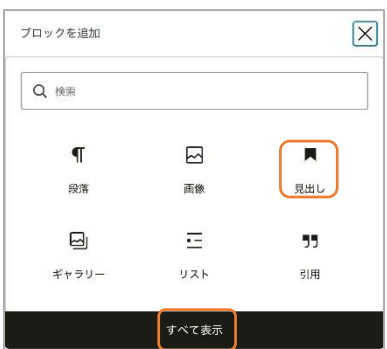 ブロックを追加
検索
段落
画像
見出し
ギャラリー
リスト
引用
すべて表示